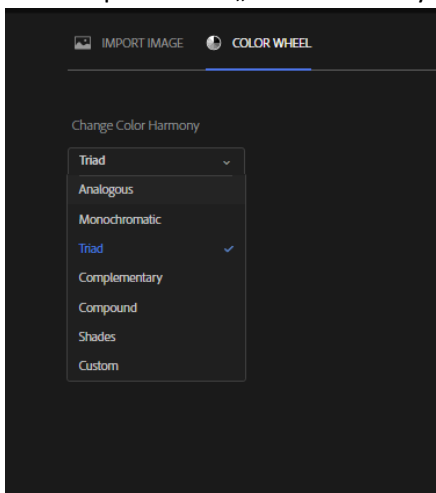 IMPORT IMAGE COLOR WHEEL
Change Color Harmony
Triad
Analogous
Monochromatic
Triad
Complementary
Compound
Shades
Custom